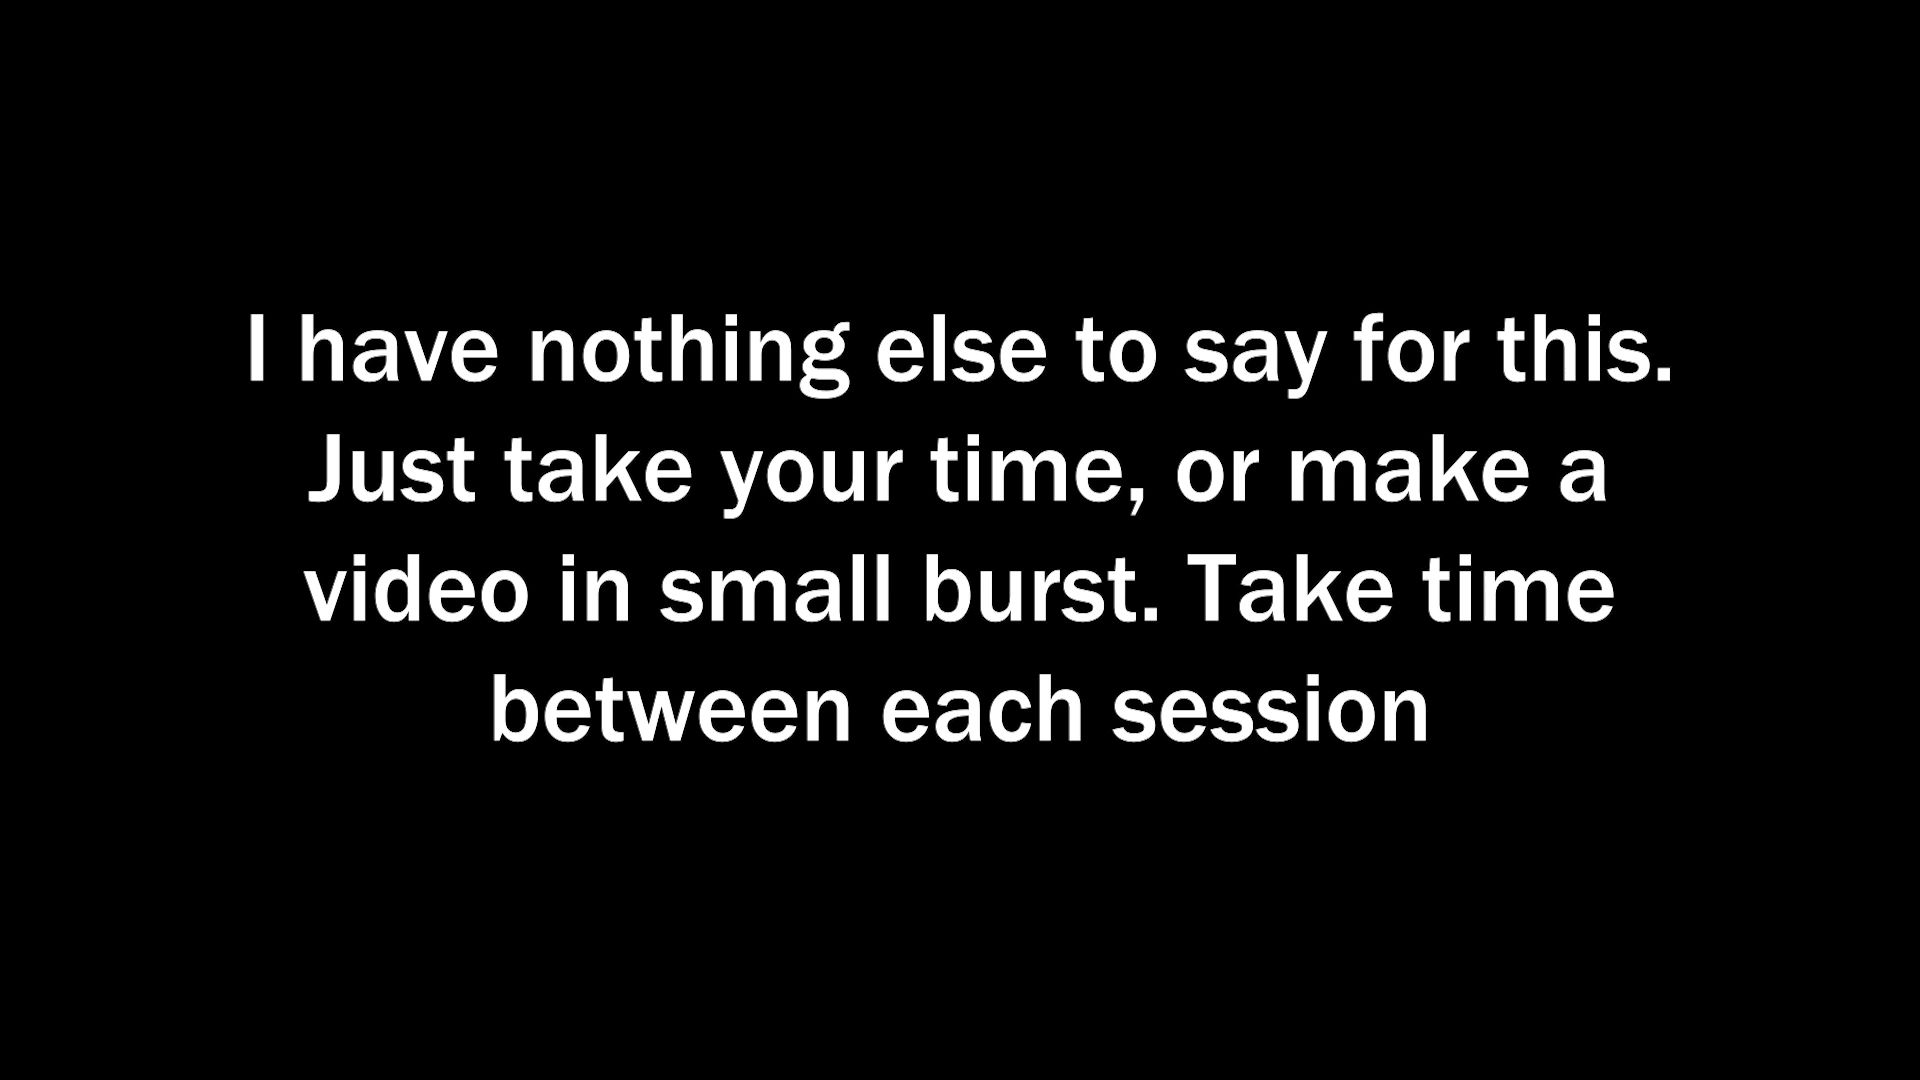 I have nothing else to say for this.
Just take your time, or make a
video in small burst. Take time
between each session